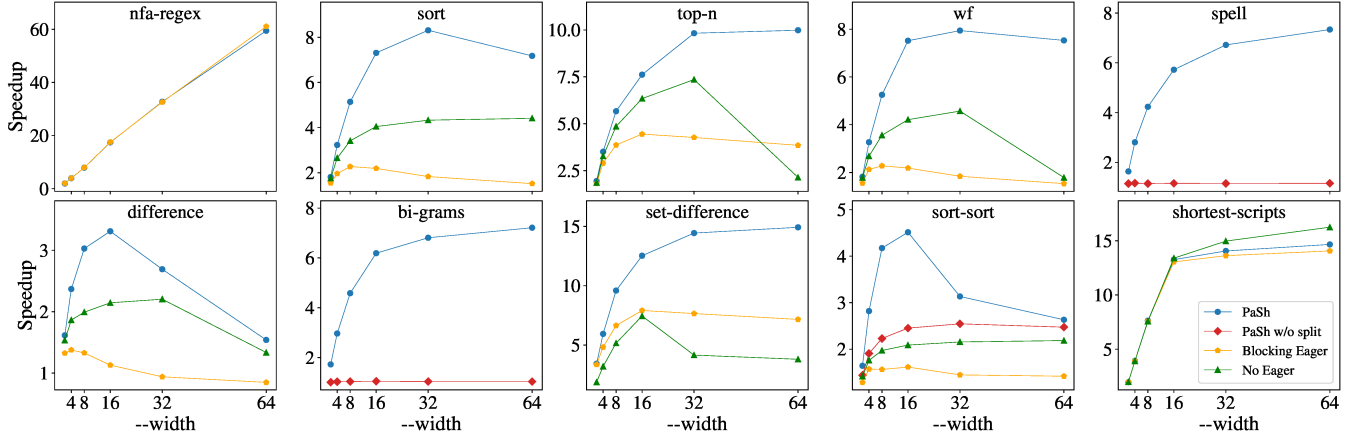 nfa-regex
Speedup
60
40
20
0
sort
8
6
4
2
top-n
10.0
7.5
5.0
2.5
wf
8
6
4
2
spell
8
6
4
2
difference
Speedup
3
2
1
4 8 16 32 64
--width
bi-grams
8
6
4
2
4 8 16 32 64
--width
set-difference
15
10
5
4 8 16 32 64
--width
sort-sort
5
4
3
2
4 8 16 32 64
--width
shortest-scripts
15
10
5
PaSh
PaSh w/o split
Blocking Eager
No Eager
4 8 16 32 64
--width